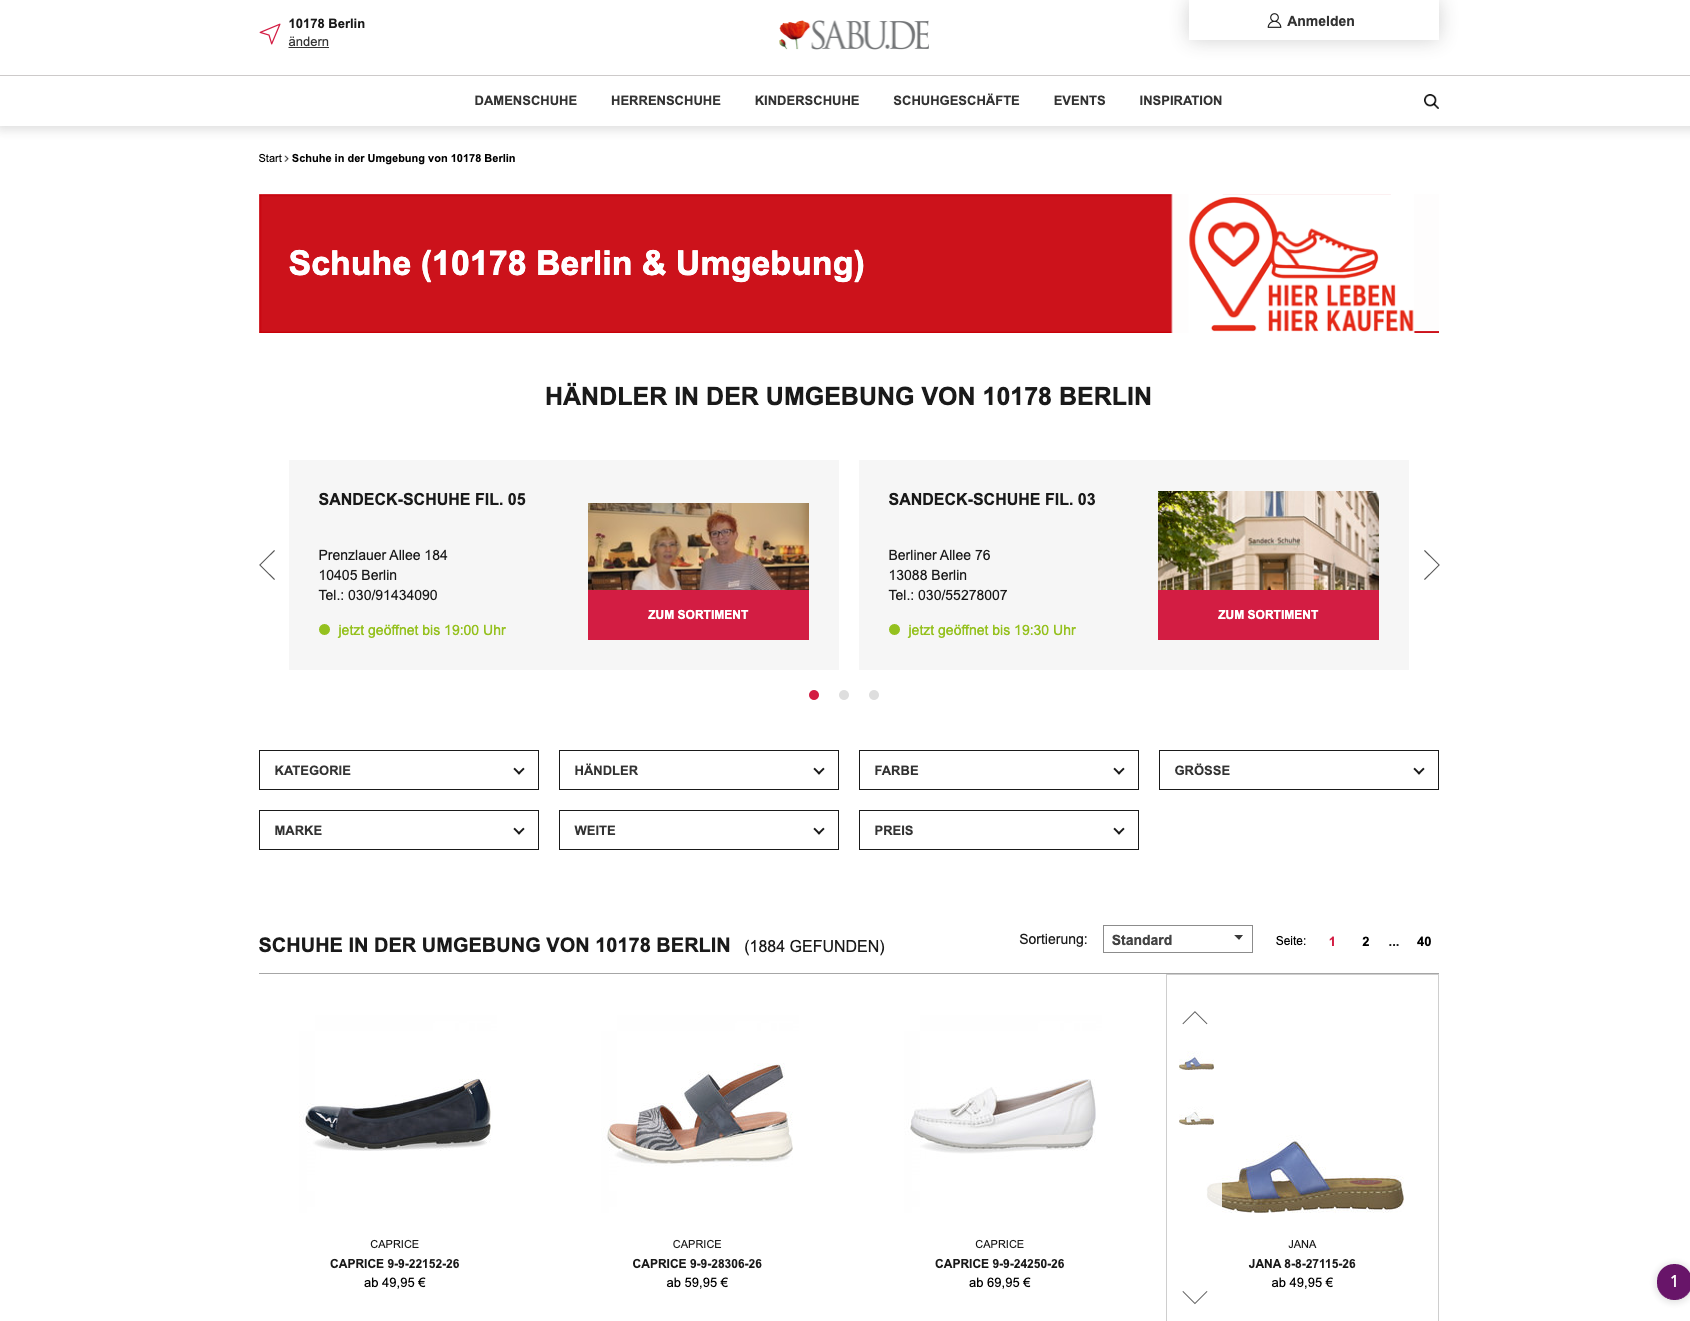 10178 Berlin
ändern
SABU.DE
Anmelden
DAMENSCHUHE HERRENSCHUHE KINDERSCHUHE SCHUHGESCHÄFTE EVENTS INSPIRATION
Start › Schuhe in der Umgebung von 10178 Berlin
Schuhe (10178 Berlin & Umgebung)
HIER LEBEN
HIER KAUFEN
HÄNDLER IN DER UMGEBUNG VON 10178 BERLIN
SANDECK-SCHUHE FIL. 05
Prenzlauer Allee 184
10405 Berlin
Tel.: 030/91434090
jetzt geöffnet bis 19:00 Uhr
ZUM SORTIMENT
SANDECK-SCHUHE FIL. 03
Berliner Allee 76
13088 Berlin
Tel.: 030/55278007
jetzt geöffnet bis 19:30 Uhr
Sandeck Schuhe
ZUM SORTIMENT
KATEGORIE HÄNDLER FARBE GRÖSSE
MARKE WEITE PREIS
SCHUHE IN DER UMGEBUNG VON 10178 BERLIN (1884 GEFUNDEN)
Sortierung: Standard Seite: 1 2 ... 40
CAPRICE
CAPRICE 9-9-22152-26
ab 49,95 €
CAPRICE
CAPRICE 9-9-28306-26
ab 59,95 €
CAPRICE
CAPRICE 9-9-24250-26
ab 69,95 €
JANA
JANA 8-8-27115-26
ab 49,95 €
1